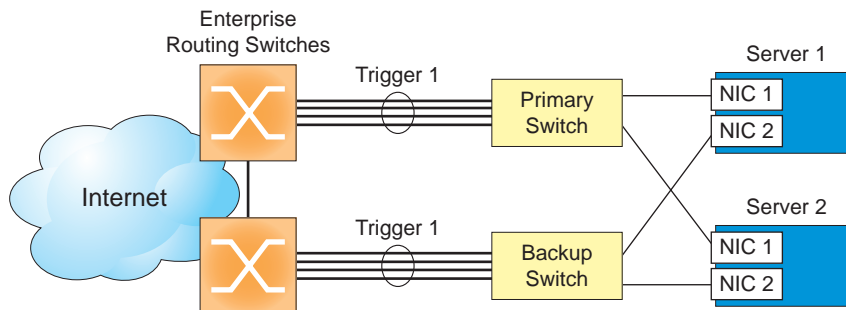 Enterprise
Routing Switches
Trigger 1
Server 1
Primary
Switch
NIC 1
NIC 2
Internet
Trigger 1
Server 2
Backup
Switch
NIC 1
NIC 2